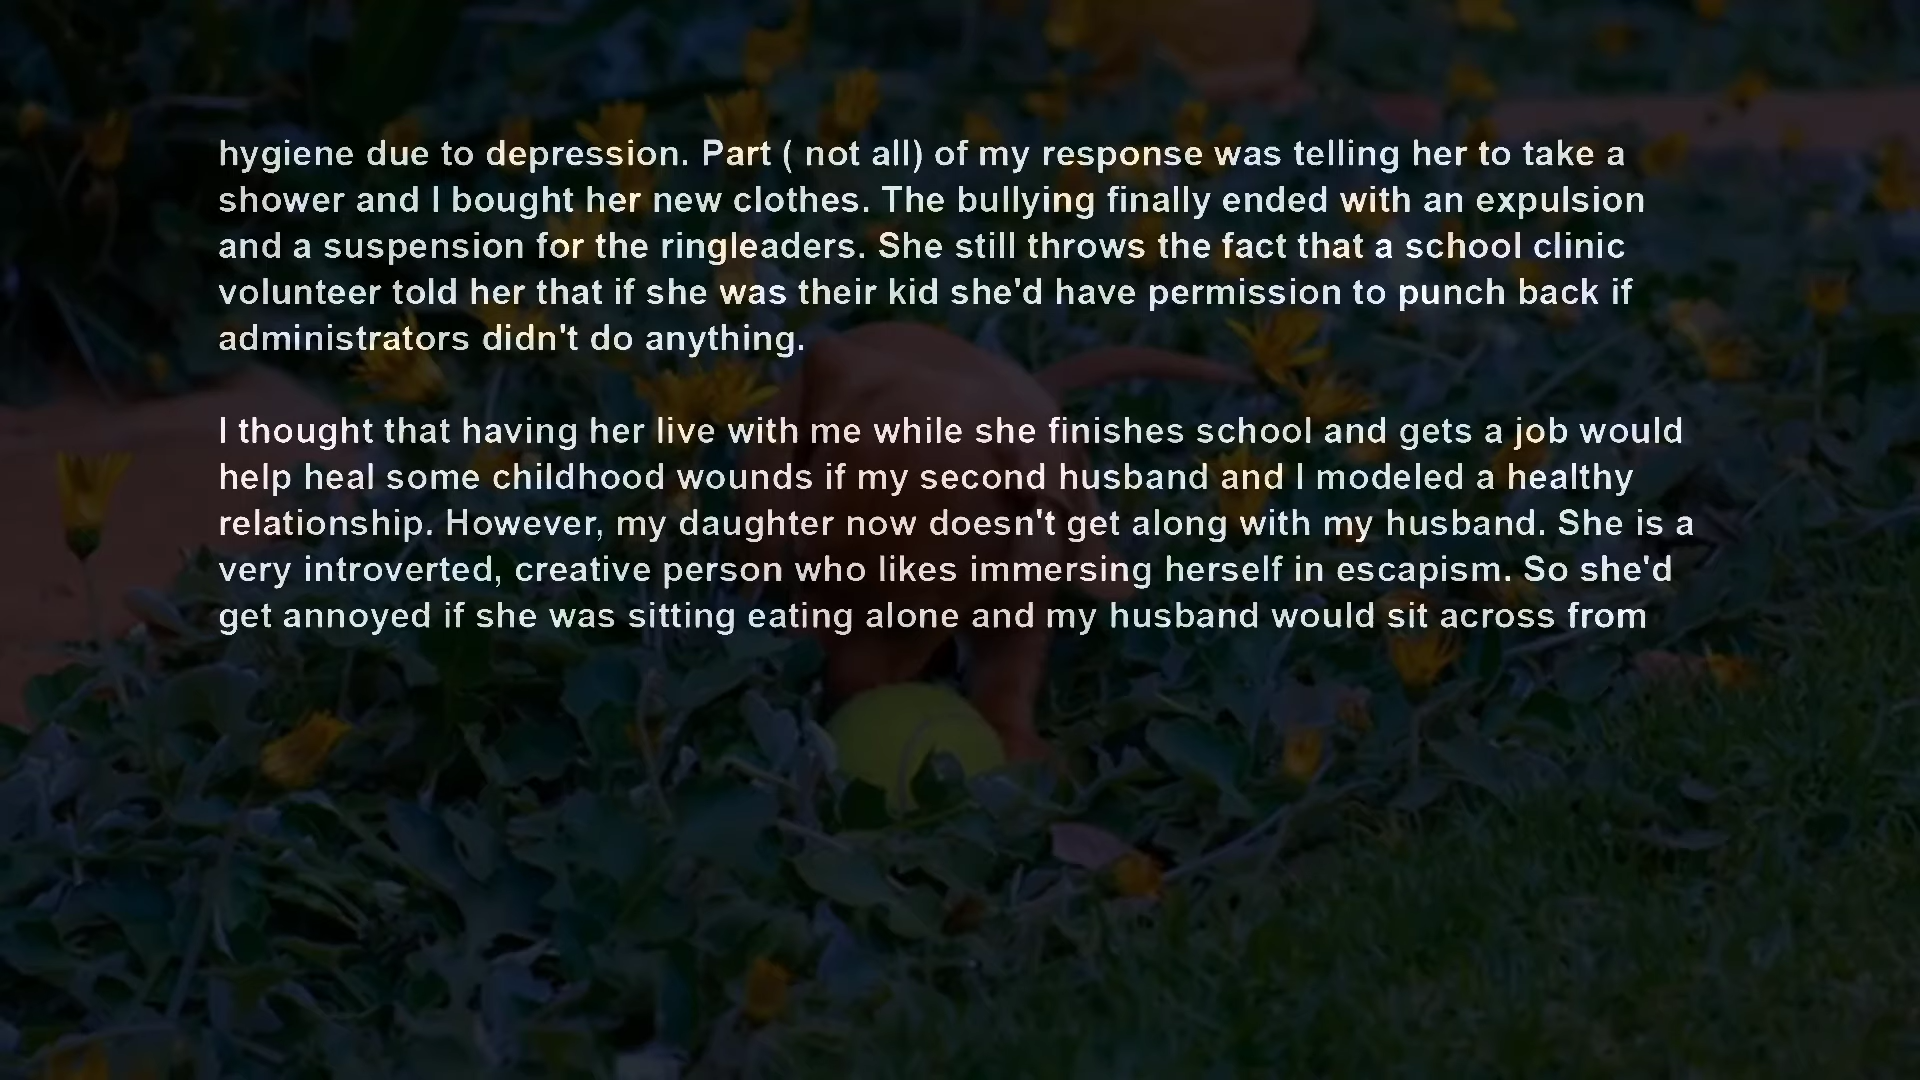 hygiene due to depression. Part ( not all) of my response was telling her to take a
shower and I bought her new clothes. The bullying finally ended with an expulsion
and a suspension for the ringleaders. She still throws the fact that a school clinic
volunteer told her that if she was their kid she'd have permission to punch back if
administrators didn't do anything.
I thought that having her live with me while she finishes school and gets a job would
help heal some childhood wounds if my second husband and I modeled a healthy
relationship. However, my daughter now doesn't get along with my husband. She is a
very introverted, creative person who likes immersing herself in escapism. So she'd
get annoyed if she was sitting eating alone and my husband would sit across from